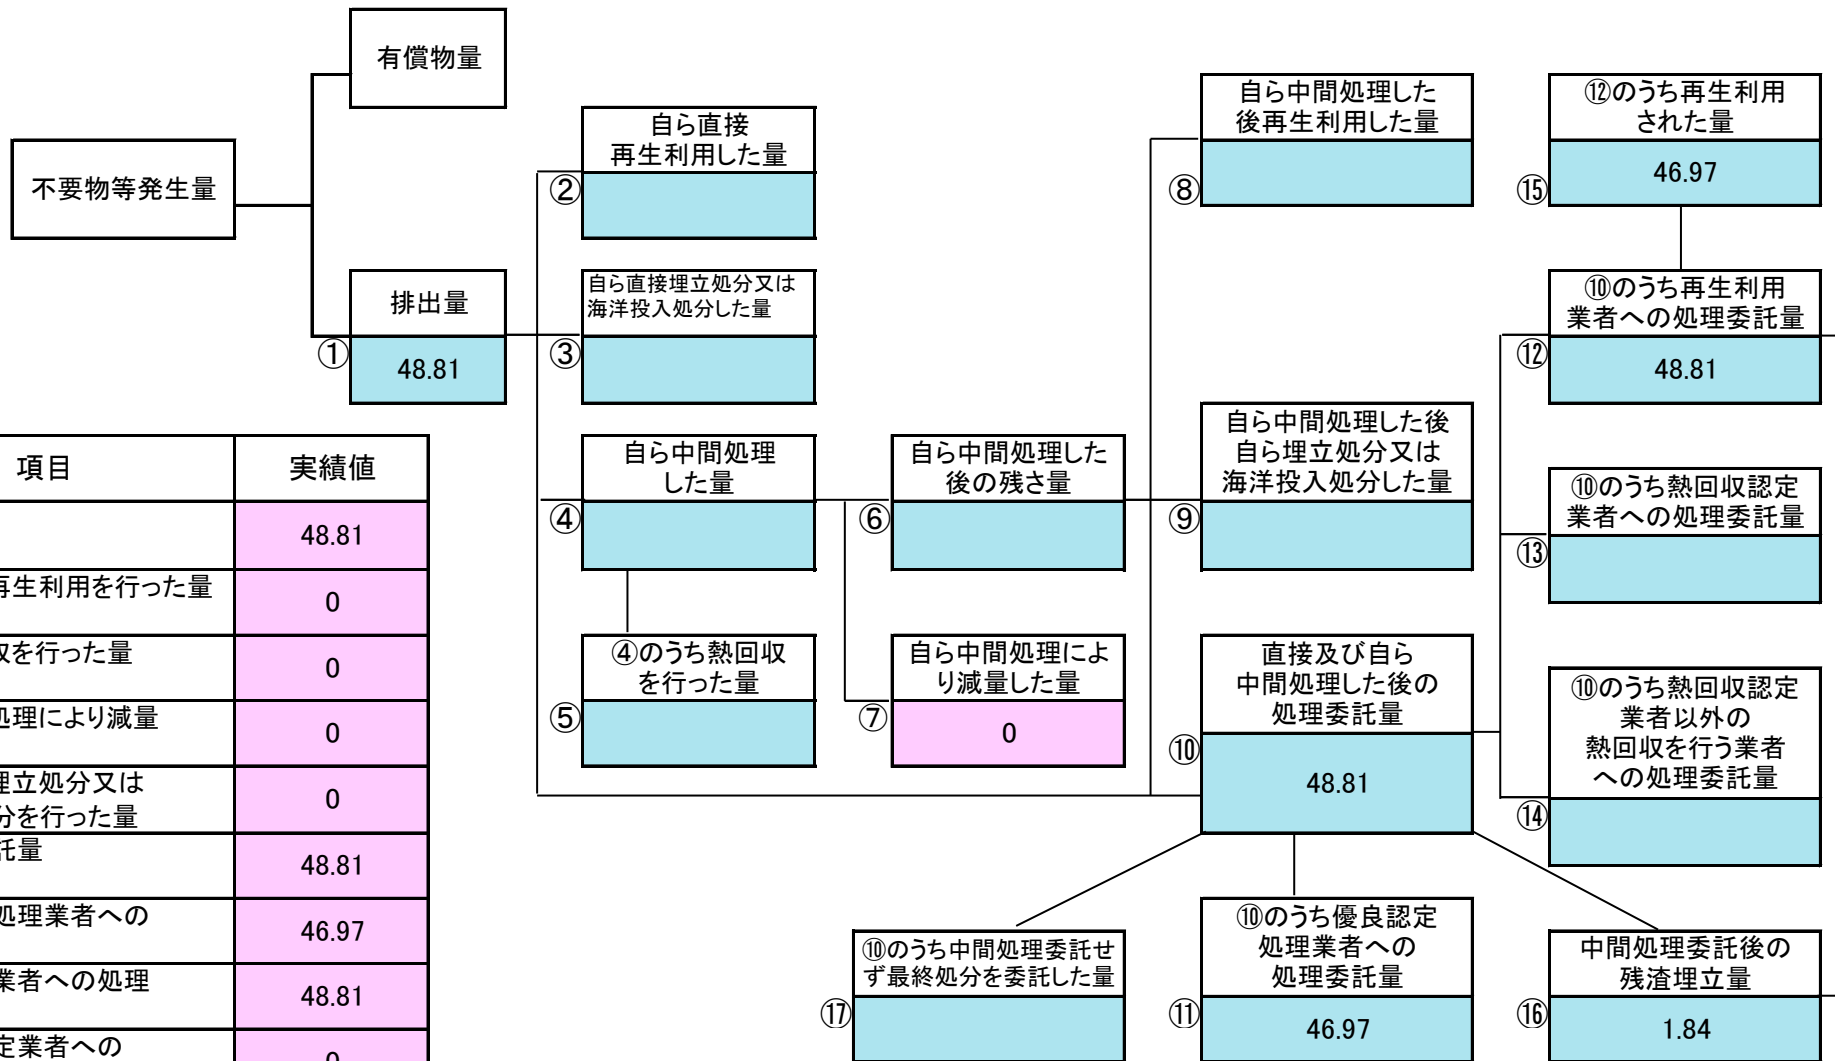 有償物量
不要物等発生量
排出量
①
48.81
自ら直接
再生利用した量
②
自ら直接埋立処分又は
海洋投入処分した量
③
自ら中間処理
した量
④
④のうち熱回収
を行った量
⑤
自ら中間処理した
後の残さ量
⑥
自ら中間処理によ
り減量した量
⑦
0
自ら中間処理した
後再生利用した量
⑧
自ら中間処理した後
自ら埋立処分又は
海洋投入処分した量
⑨
直接及び自ら
中間処理した後の
処理委託量
⑩
48.81
⑫のうち再生利用
された量
⑮
46.97
⑩のうち再生利用
業者への処理委託量
⑫
48.81
⑩のうち熱回収認定
業者への処理委託量
⑬
⑩のうち熱回収認定
業者以外の
熱回収を行う業者
への処理委託量
⑭
⑩のうち中間処理委託せ
ず最終処分を委託した量
⑰
⑩のうち優良認定
処理業者への
処理委託量
⑪
46.97
中間処理委託後の
残渣埋立量
⑯
1.84
項目 実績値
48.81
再生利用を行った量
0
収を行った量
0
処理により減量
0
埋立処分又は
分を行った量
0
託量
48.81
処理業者への
46.97
業者への処理
48.81
定業者への
0